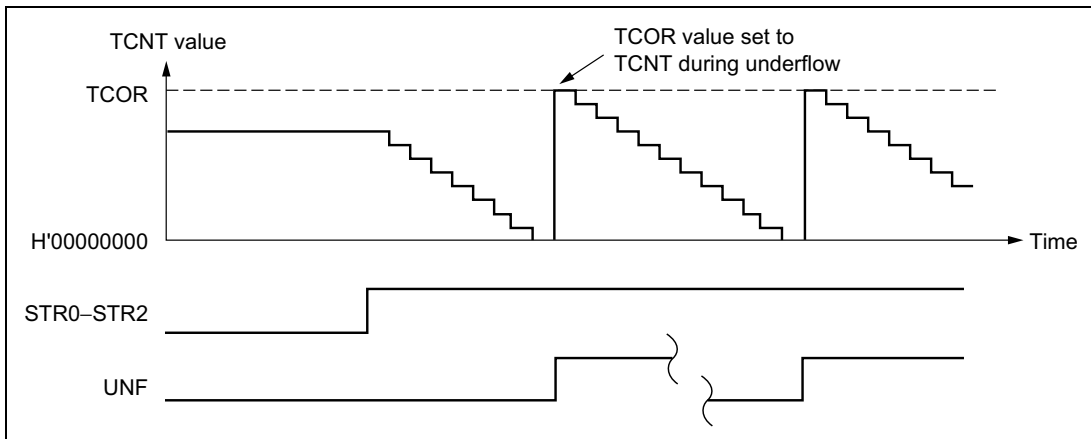 TCNT value
TCOR value set to
TCNT during underflow
TCOR
H'00000000
Time
STR0–STR2
UNF